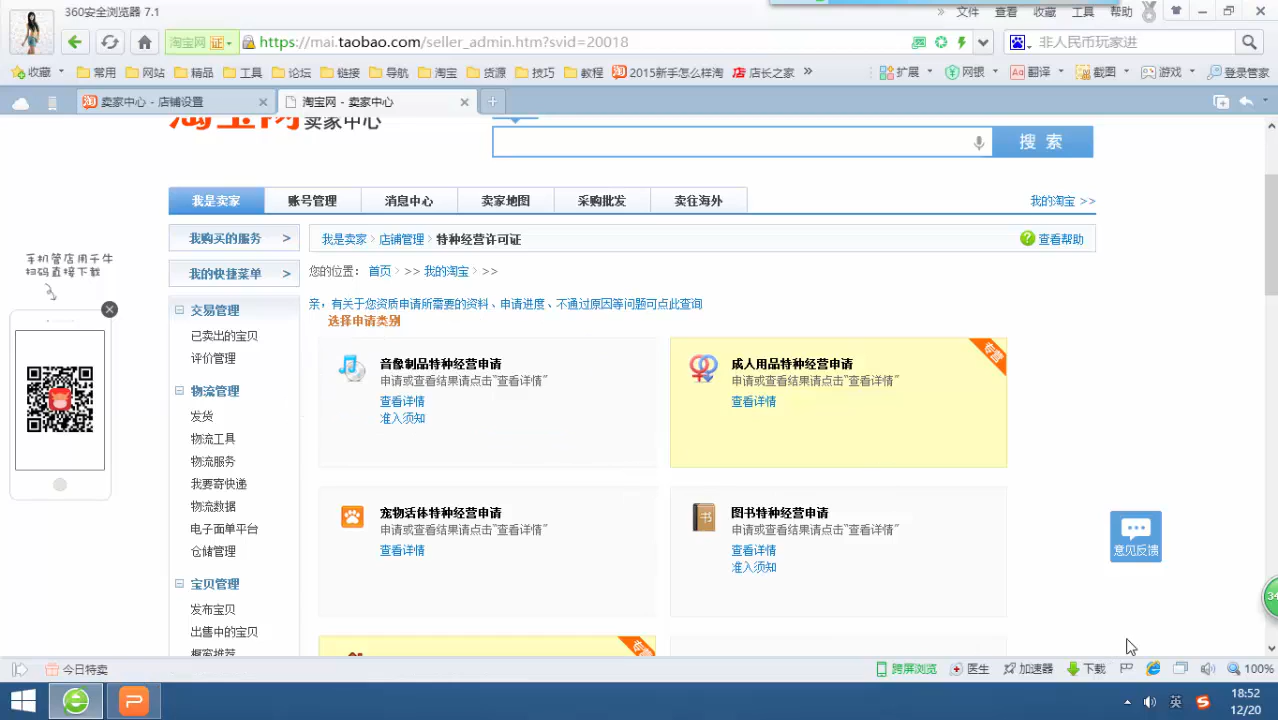 360安全浏览器 7.1
» 文件 查看 收藏 工具 帮助
淘宝网 证 https://mai.taobao.com/seller_admin.htm?svid=20018
非人民币玩家进
收藏 常用 网站 精品 工具 论坛 链接 导航 淘宝 货源 技巧 教程 2015新手怎么样淘 店长之家 »
扩展 网银 翻译 截图 游戏 登录管家
卖家中心 - 店铺设置
淘宝网 - 卖家中心
淘宝网 卖家中心
搜 索
我是卖家 账号管理 消息中心 卖家地图 采购批发 卖往海外
我的淘宝 >>
我购买的服务 >
我是卖家 › 店铺管理 › 特种经营许可证
查看帮助
手机管店用千牛
扫码直接下载
我的快捷菜单 >
您的位置： 首页 › >> 我的淘宝 › >>
交易管理
已卖出的宝贝
评价管理
物流管理
发货
物流工具
物流服务
我要寄快递
物流数据
电子面单平台
仓储管理
宝贝管理
发布宝贝
出售中的宝贝
橱窗推荐
亲，有关于您资质申请所需要的资料、申请进度、不通过原因等问题可点此查询
选择申请类别
音像制品特种经营申请
申请或查看结果请点击"查看详情"
查看详情
准入须知
成人用品特种经营申请
申请或查看结果请点击"查看详情"
查看详情
专营
宠物活体特种经营申请
申请或查看结果请点击"查看详情"
查看详情
书
图书特种经营申请
申请或查看结果请点击"查看详情"
查看详情
准入须知
专营
意见反馈
34
今日特卖
跨屏浏览 医生 加速器 下载 100%
英
18:52
12/20